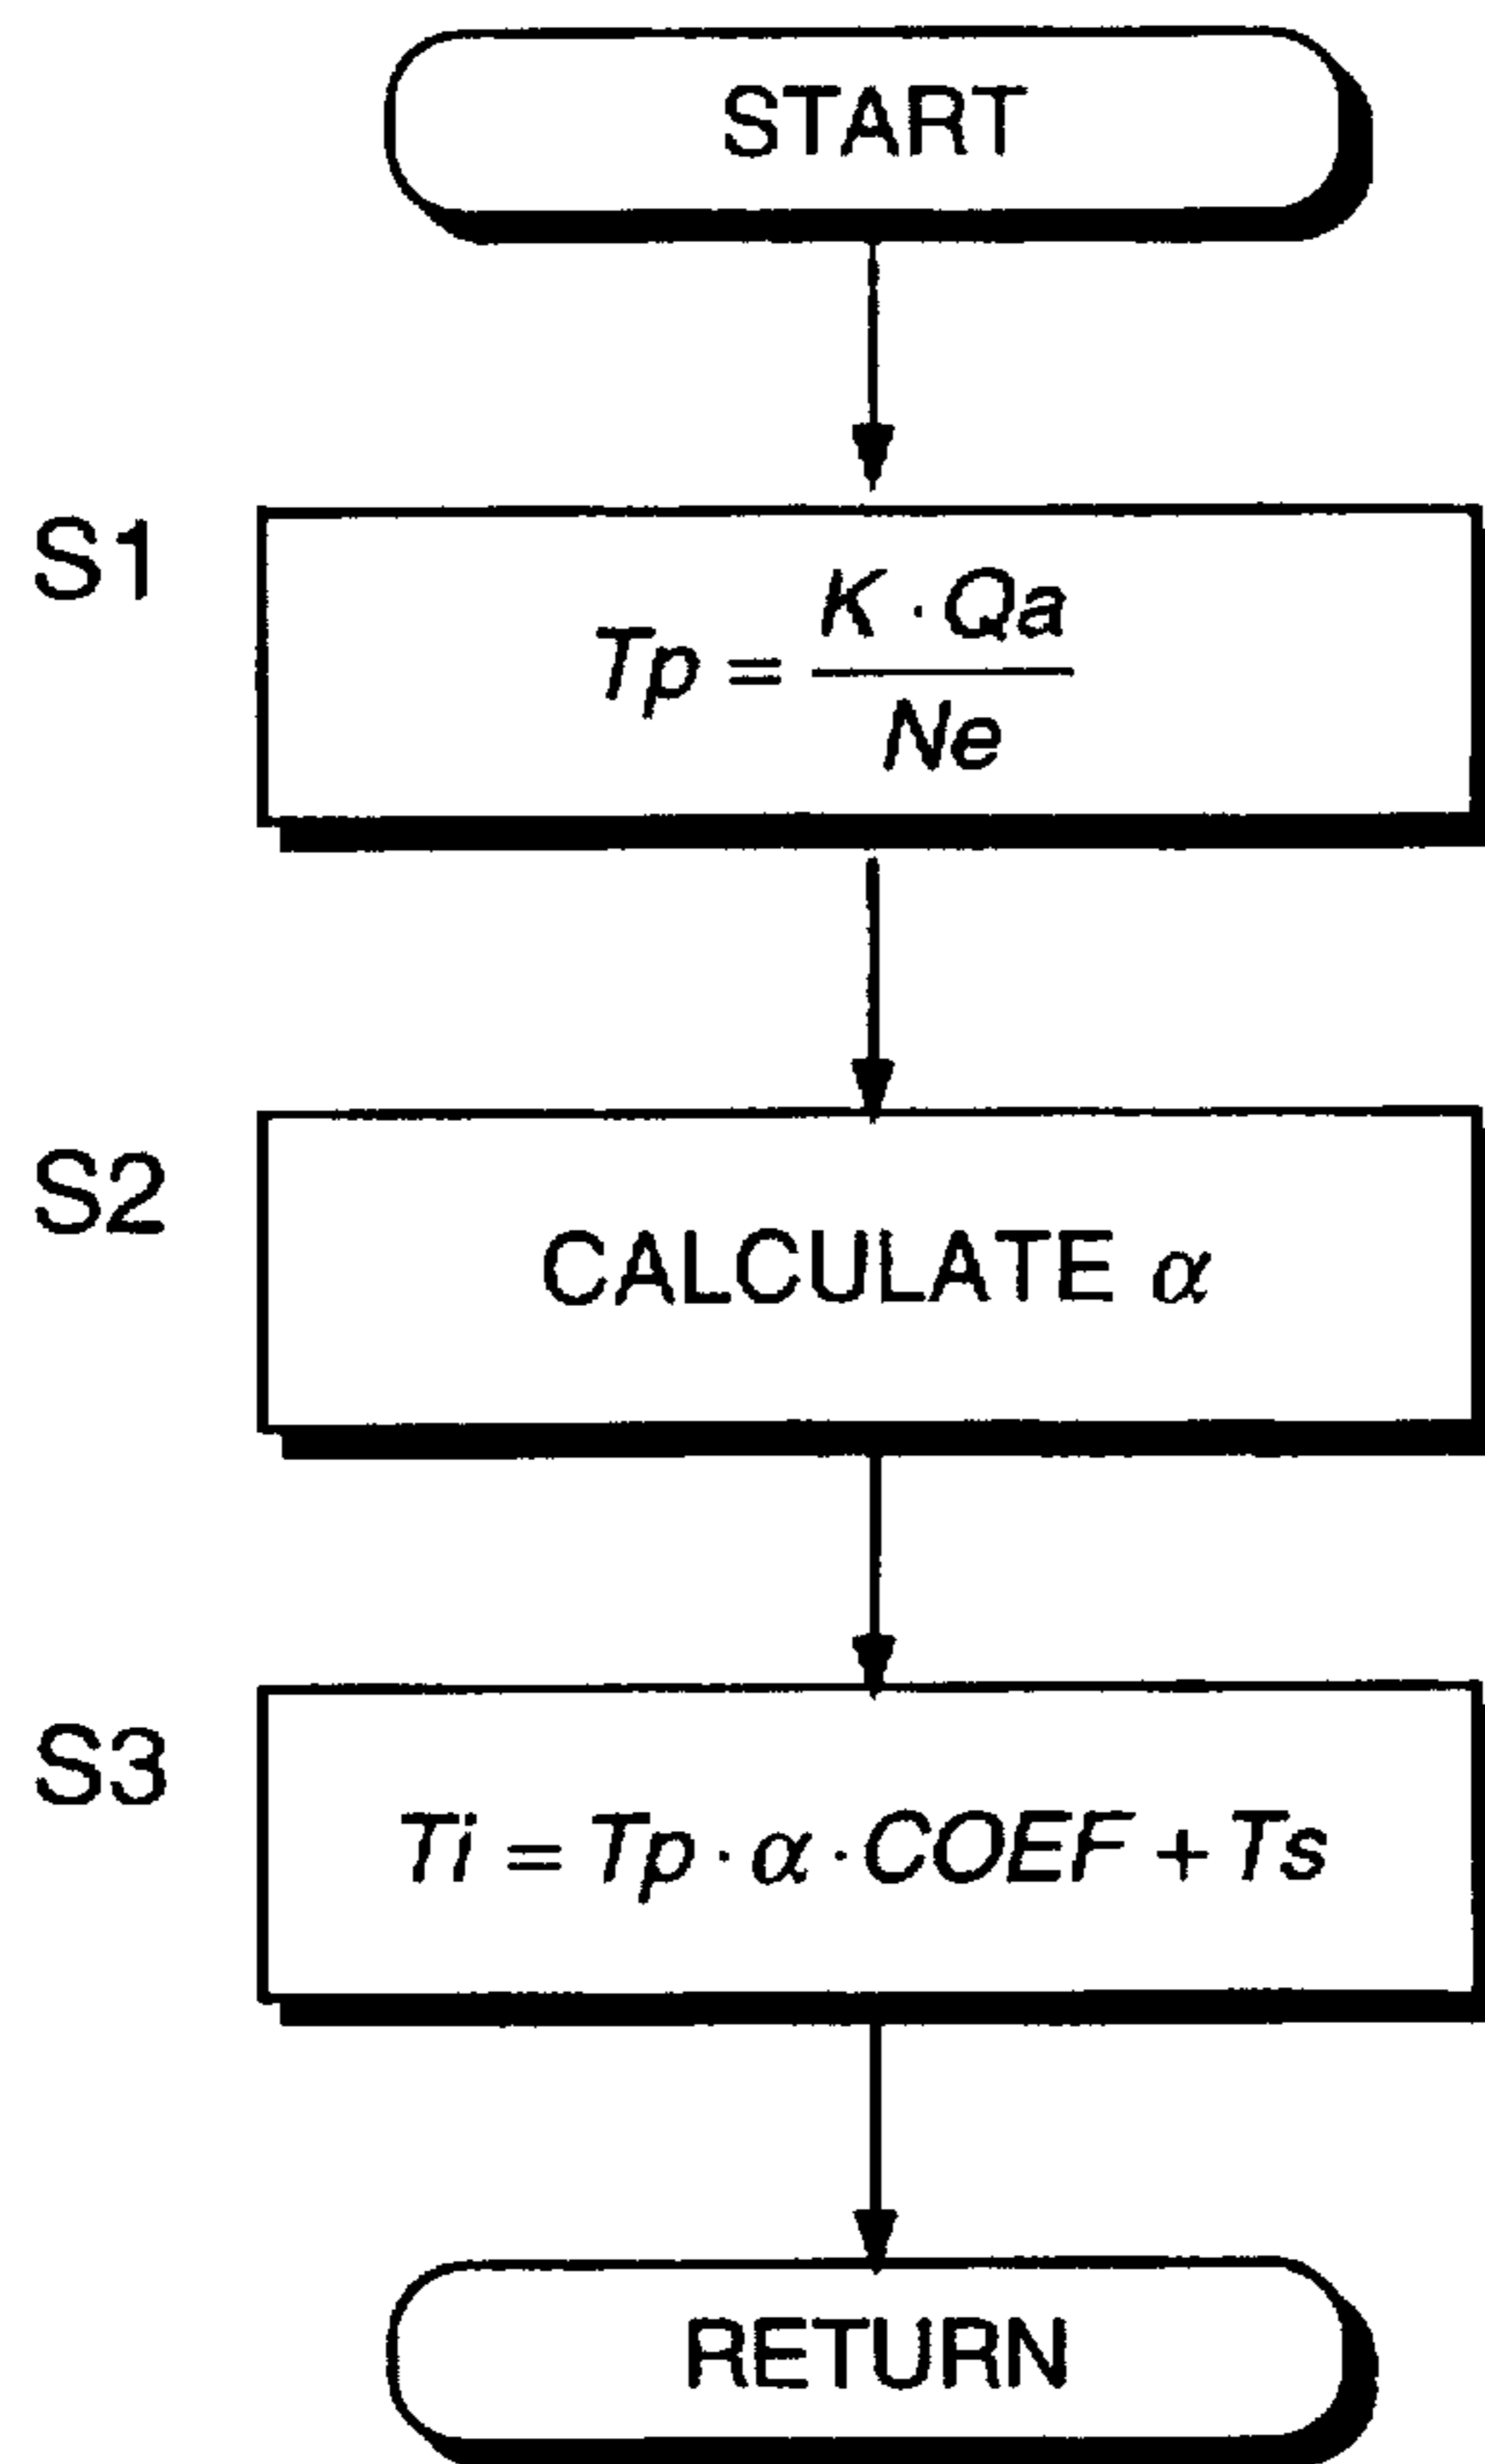 START
S1
Tp = K · Qa / Ne
S2
CALCULATE α
S3
Ti = Tp · α · COEF + Ts
RETURN